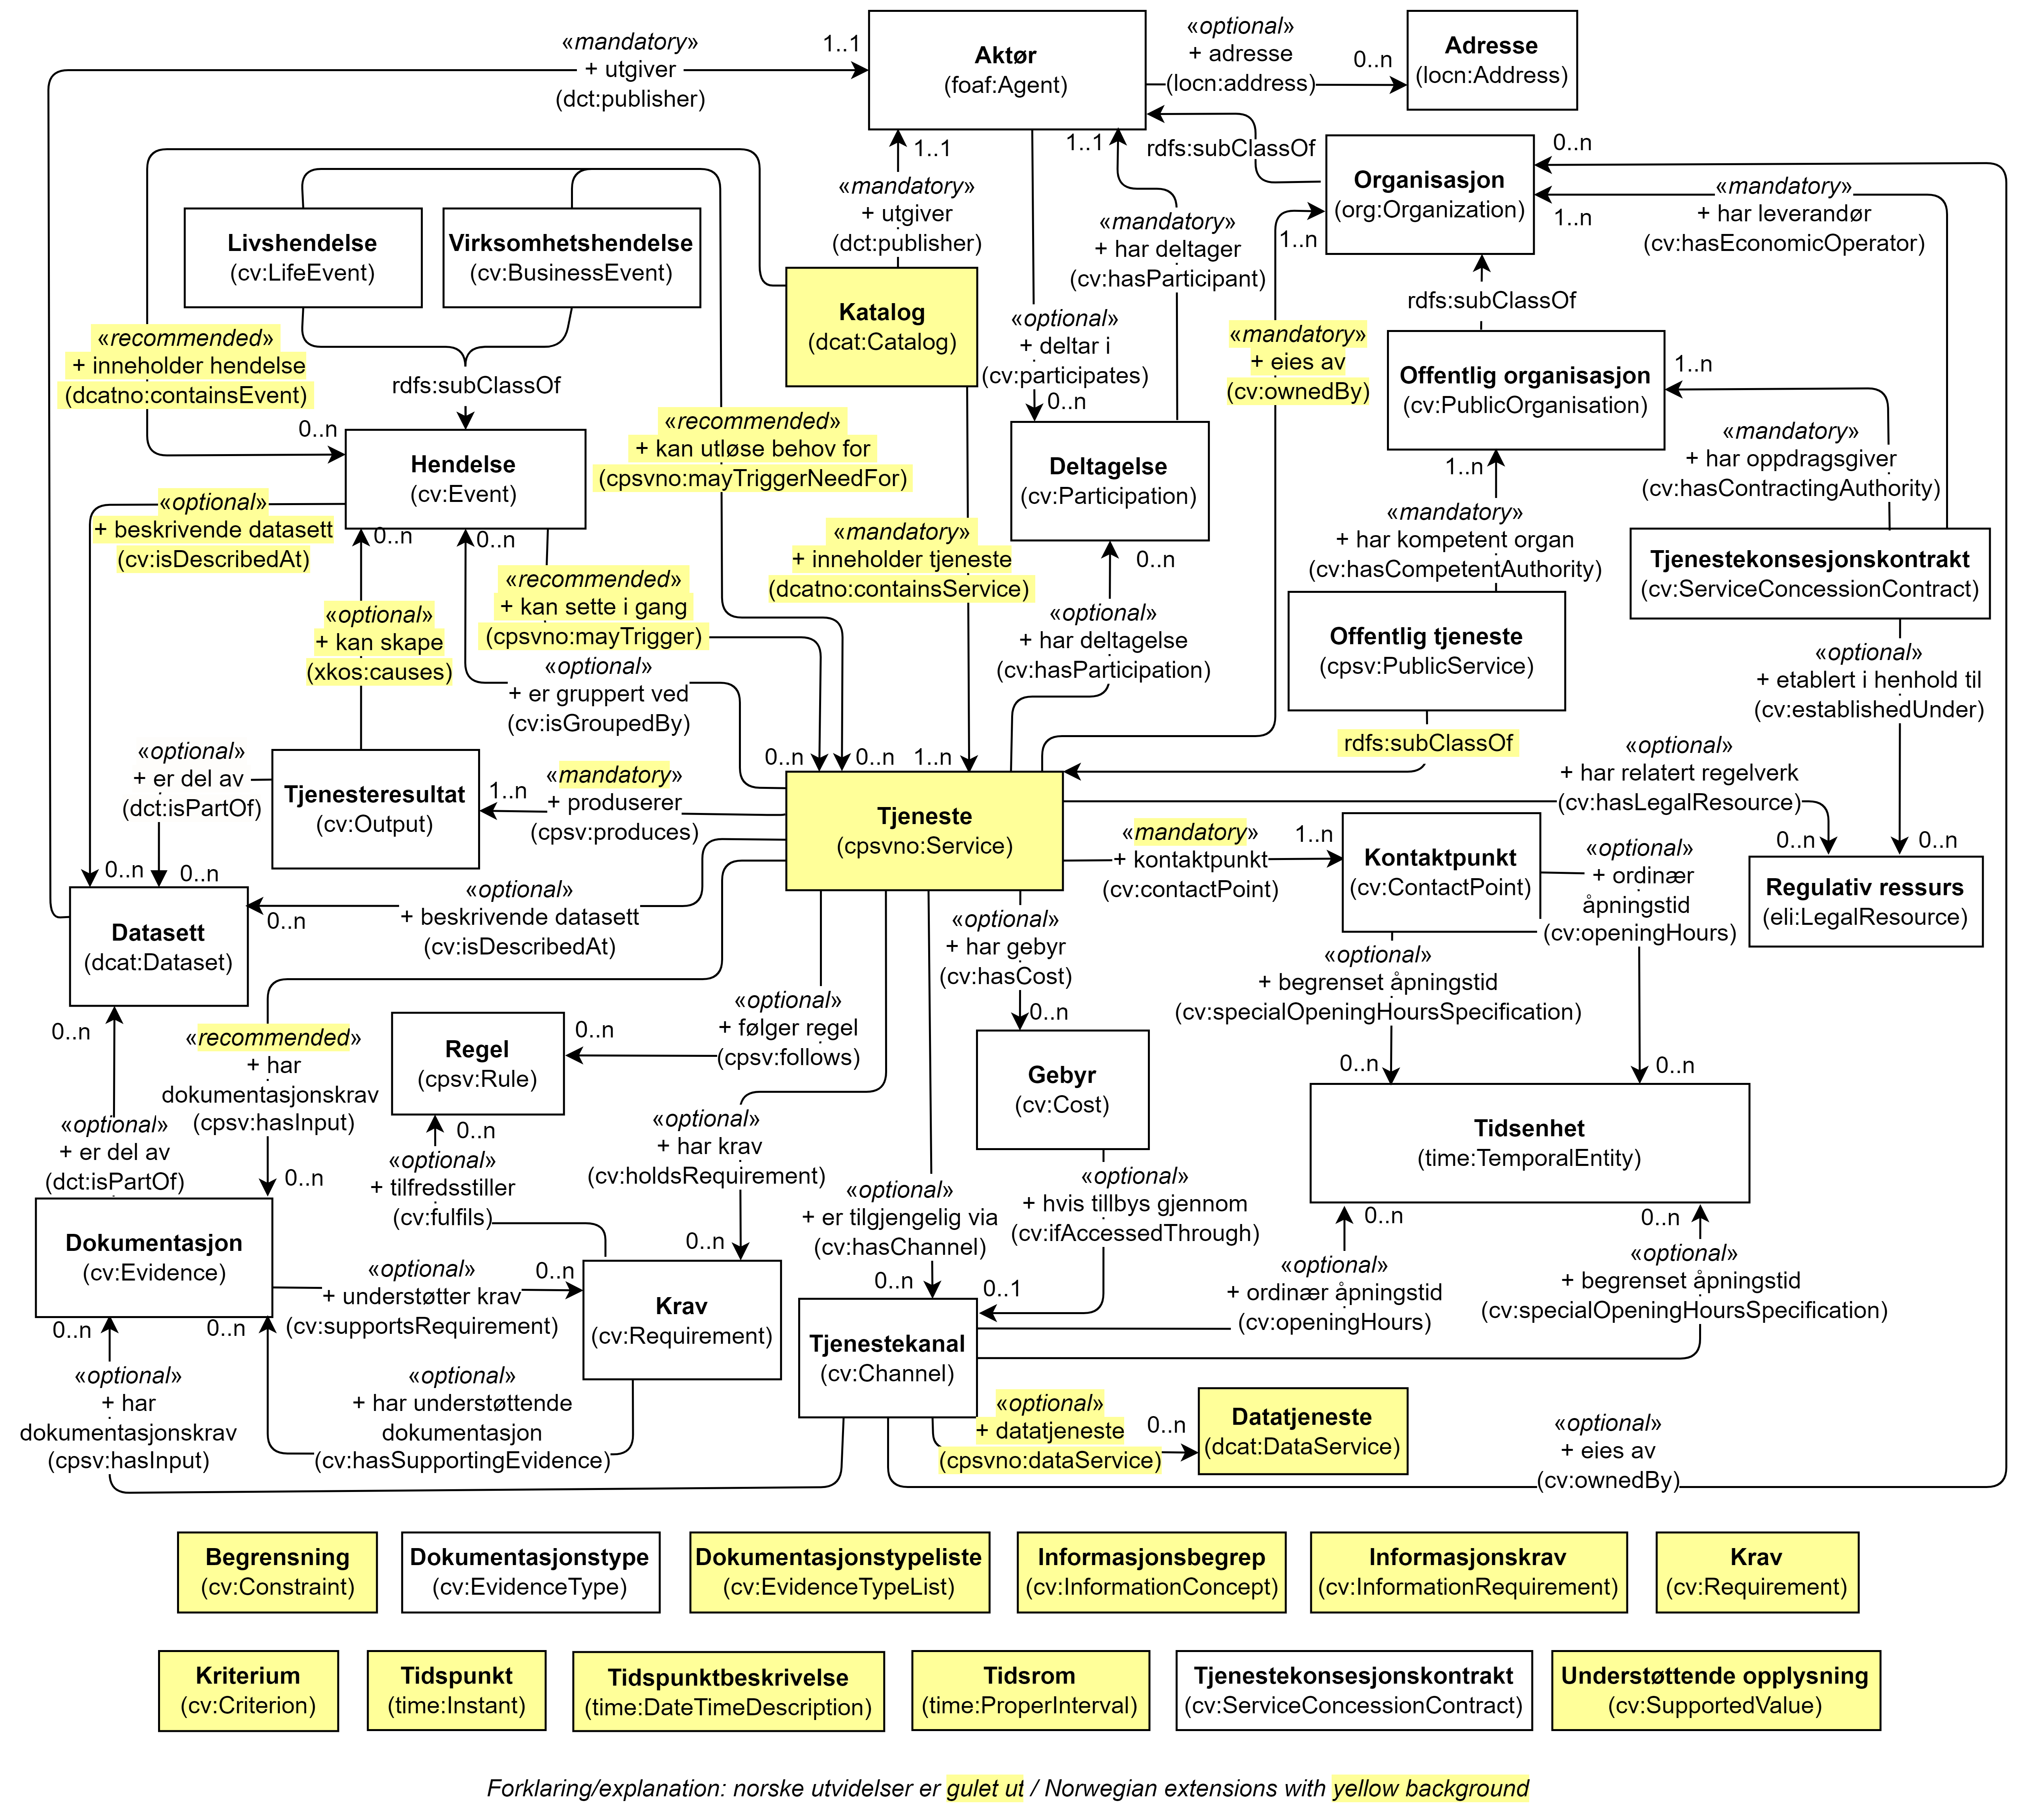 «mandatory»
+ utgiver
(dct:publisher)
1..1
Aktør
(foaf:Agent)
«optional»
+ adresse
(locn:address)
0..n
Adresse
(locn:Address)
1..1
«mandatory»
+ utgiver
(dct:publisher)
1..1
«mandatory»
+ har deltager
(cv:hasParticipant)
rdfs:subClassOf
Organisasjon
(org:Organization)
0..n
1..n
1..n
«mandatory»
+ har leverandør
(cv:hasEconomicOperator)
Livshendelse
(cv:LifeEvent)
Virksomhetshendelse
(cv:BusinessEvent)
Katalog
(dcat:Catalog)
«optional»
+ deltar i
(cv:participates)
0..n
rdfs:subClassOf
«mandatory»
+ eies av
(cv:ownedBy)
Offentlig organisasjon
(cv:PublicOrganisation)
1..n
«recommended»
+ inneholder hendelse
(dcatno:containsEvent)
0..n
rdfs:subClassOf
Hendelse
(cv:Event)
«recommended»
+ kan utløse behov for
(cpsvno:mayTriggerNeedFor)
Deltagelse
(cv:Participation)
0..n
1..n
«mandatory»
+ har oppdragsgiver
(cv:hasContractingAuthority)
«optional»
+ beskrivende datasett
(cv:isDescribedAt)
0..n
0..n
«mandatory»
+ inneholder tjeneste
(dcatno:containsService)
«mandatory»
+ har kompetent organ
(cv:hasCompetentAuthority)
Tjenestekonsesjonskontrakt
(cv:ServiceConcessionContract)
«optional»
+ kan skape
(xkos:causes)
«recommended»
+ kan sette i gang
(cpsvno:mayTrigger)
«optional»
+ er gruppert ved
(cv:isGroupedBy)
«optional»
+ har deltagelse
(cv:hasParticipation)
Offentlig tjeneste
(cpsv:PublicService)
«optional»
+ etablert i henhold til
(cv:establishedUnder)
rdfs:subClassOf
«optional»
+ er del av
(dct:isPartOf)
Tjenesteresultat
(cv:Output)
1..n
«mandatory»
+ produserer
(cpsv:produces)
0..n
0..n
1..n
Tjeneste
(cpsvno:Service)
«optional»
+ har relatert regelverk
(cv:hasLegalResource)
0..n
0..n
«mandatory»
+ kontaktpunkt
(cv:contactPoint)
1..n
Kontaktpunkt
(cv:ContactPoint)
«optional»
+ ordinær
åpningstid
(cv:openingHours)
Regulativ ressurs
(eli:LegalResource)
0..n
0..n
Datasett
(dcat:Dataset)
0..n
«optional»
+ beskrivende datasett
(cv:isDescribedAt)
«optional»
+ har gebyr
(cv:hasCost)
0..n
«optional»
+ begrenset åpningstid
(cv:specialOpeningHoursSpecification)
0..n
0..n
0..n
«recommended»
+ har
dokumentasjonskrav
(cpsv:hasInput)
0..n
Regel
(cpsv:Rule)
0..n
«optional»
+ følger regel
(cpsv:follows)
Gebyr
(cv:Cost)
Tidsenhet
(time:TemporalEntity)
«optional»
+ er del av
(dct:isPartOf)
0..n
«optional»
+ tilfredsstiller
(cv:fulfils)
«optional»
+ har krav
(cv:holdsRequirement)
0..n
«optional»
+ er tilgjengelig via
(cv:hasChannel)
0..n
«optional»
+ hvis tillbys gjennom
(cv:ifAccessedThrough)
0..1
0..n
«optional»
+ ordinær åpningstid
(cv:openingHours)
0..n
«optional»
+ begrenset åpningstid
(cv:specialOpeningHoursSpecification)
Dokumentasjon
(cv:Evidence)
«optional»
+ understøtter krav
(cv:supportsRequirement)
0..n
Krav
(cv:Requirement)
Tjenestekanal
(cv:Channel)
0..n
0..n
«optional»
+ har
dokumentasjonskrav
(cpsv:hasInput)
«optional»
+ har understøttende
dokumentasjon
(cv:hasSupportingEvidence)
«optional»
+ datatjeneste
(cpsvno:dataService)
0..n
Datatjeneste
(dcat:DataService)
«optional»
+ eies av
(cv:ownedBy)
Begrensning
(cv:Constraint)
Dokumentasjonstype
(cv:EvidenceType)
Dokumentasjonstypeliste
(cv:EvidenceTypeList)
Informasjonsbegrep
(cv:InformationConcept)
Informasjonskrav
(cv:InformationRequirement)
Krav
(cv:Requirement)
Kriterium
(cv:Criterion)
Tidspunkt
(time:Instant)
Tidspunktbeskrivelse
(time:DateTimeDescription)
Tidsrom
(time:ProperInterval)
Tjenestekonsesjonskontrakt
(cv:ServiceConcessionContract)
Understøttende opplysning
(cv:SupportedValue)
Forklaring/explanation: norske utvidelser er gulet ut / Norwegian extensions with yellow background